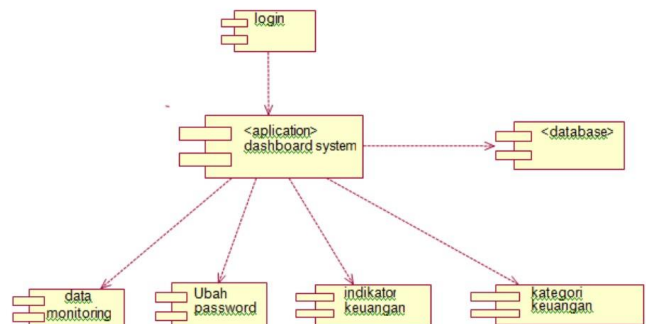 login
<aplication>
dashboard system
<database>
data
monitoring
Ubah
password
indikator
keuangan
kategori
keuangan